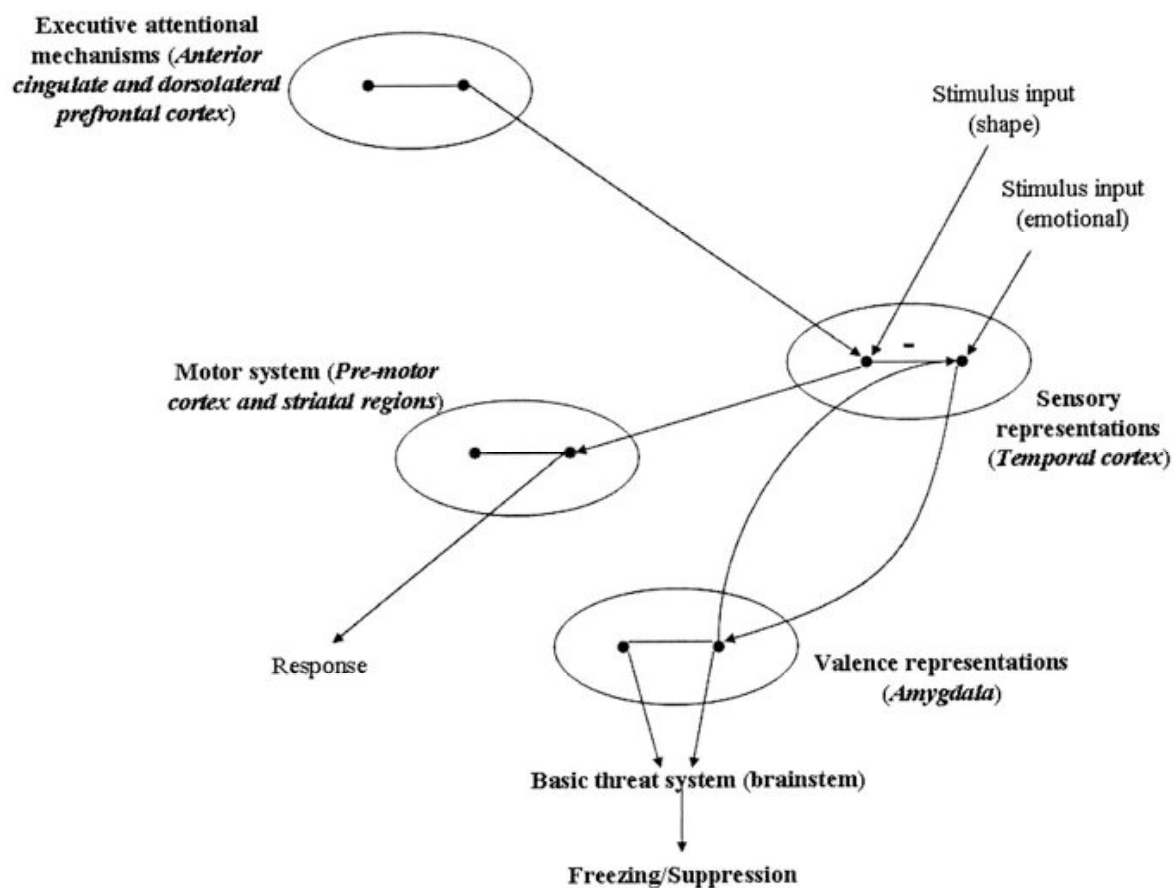 Executive attentional
mechanisms (Anterior
cingulate and dorsolateral
prefrontal cortex)
Stimulus input
(shape)
Stimulus input
(emotional)
-
Motor system (Pre-motor
cortex and striatal regions)
Sensory
representations
(Temporal cortex)
Response
Valence representations
(Amygdala)
Basic threat system (brainstem)
Freezing/Suppression